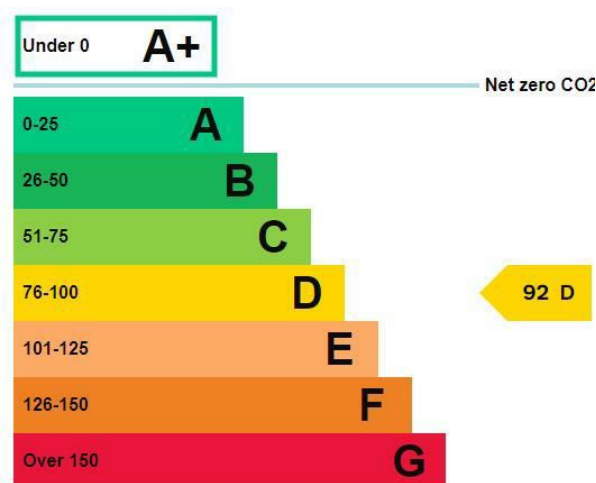 Under 0 A+
Net zero CO2
0-25 A
26-50 B
51-75 C
76-100 D 92 D
101-125 E
126-150 F
Over 150 G